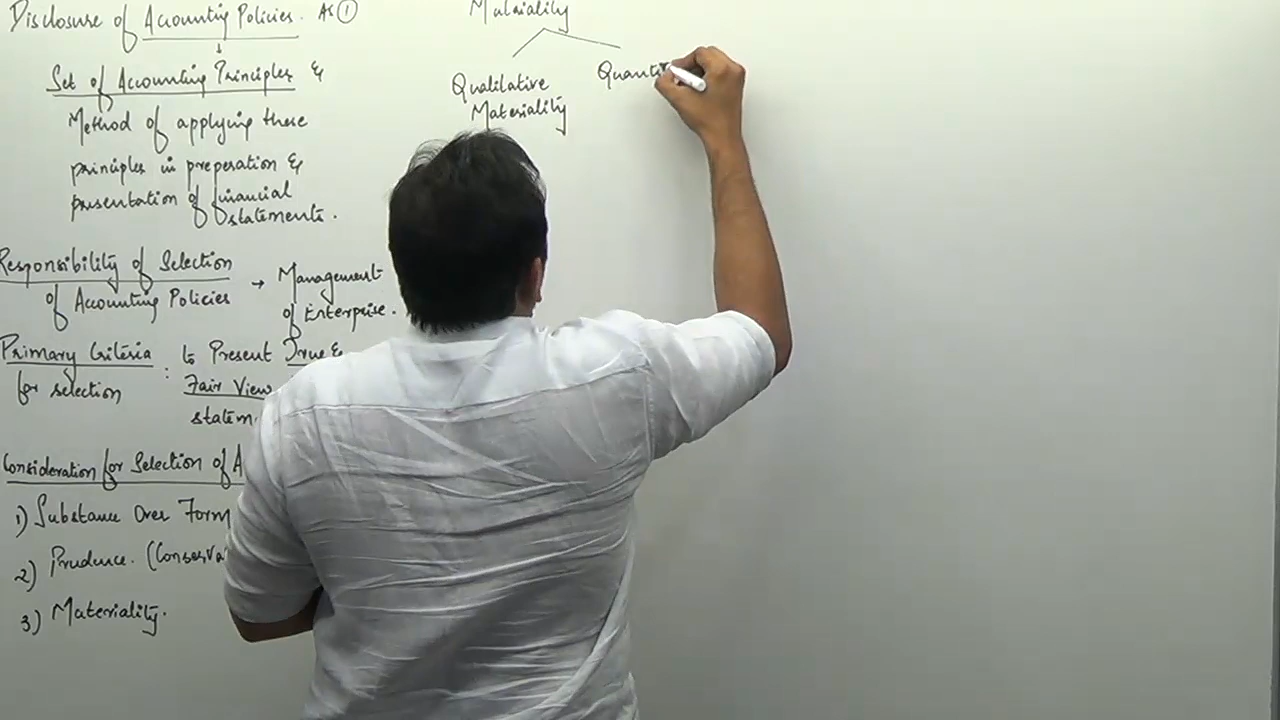 Disclosure of Accounting Policies. AS 1
Set of Accounting Principles &
Method of applying these
principles in preperation &
presentation of financial
statements.
Responsibility of Selection
of Accounting Policies → Management
of Enterprise.
Primary Criteria
for selection : to Present True &
Fair View
statem
Consideration for Selection of A
1) Substance Over Form
2) Prudence. (Conserva
3) Materiality.
Materiality
Qualitative
Materiality
Quanti